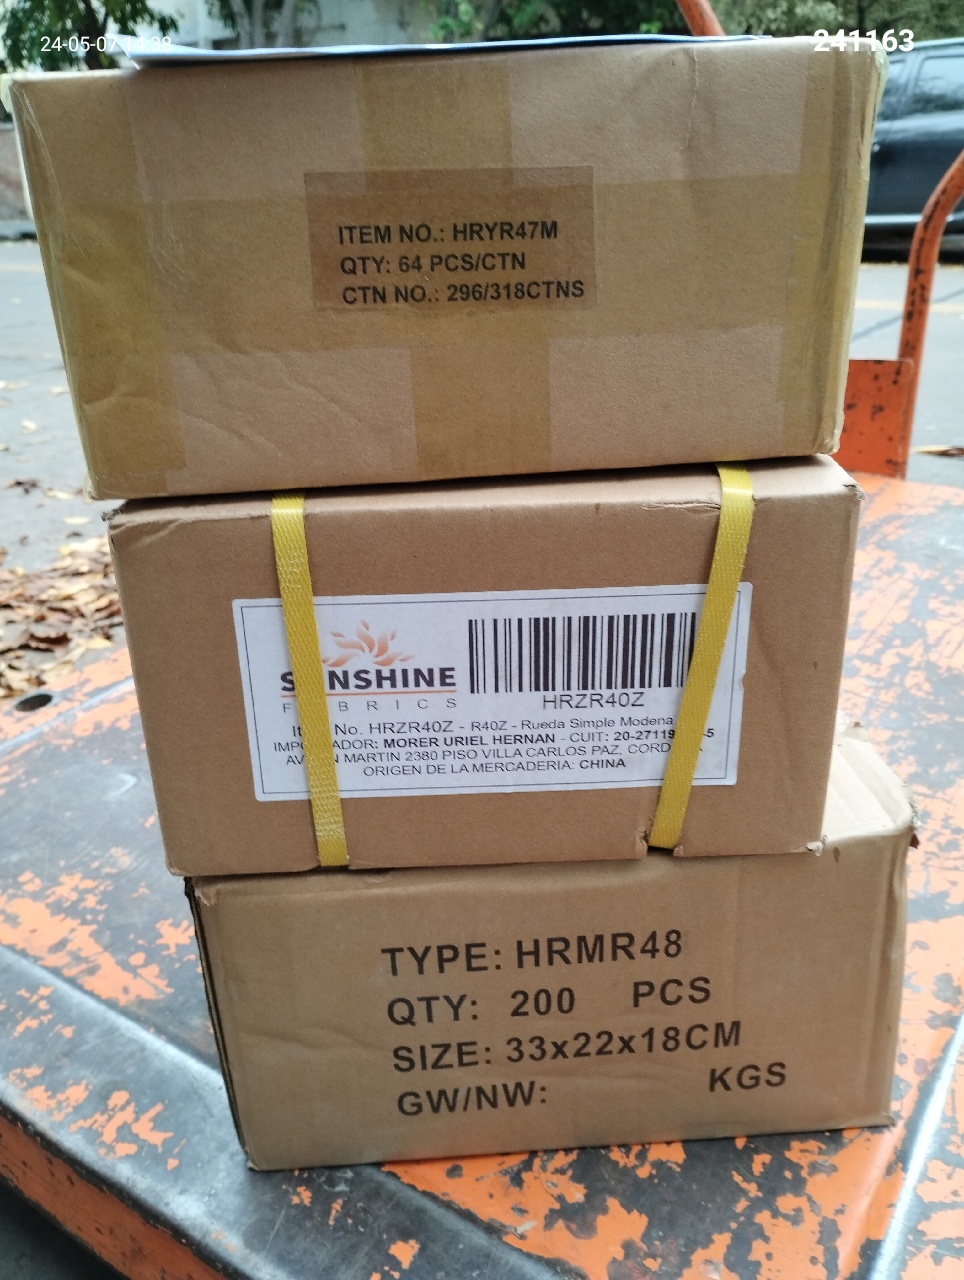 24-05-07 14:38
241163
ITEM NO.: HRYR47M
QTY: 64 PCS/CTN
CTN NO.: 296/318CTNS
SUNSHINE
FABRICS
HRZR40Z
No. HRZR40Z - R40Z - Rueda Simple Modena
MORER URIEL HERNAN - CUIT: 20-27119
MARTIN 2380 PISO VILLA CARLOS PAZ,
ORIGEN DE LA MERCADERIA: CHINA
TYPE: HRMR48
QTY: 200 PCS
SIZE: 33x22x18CM
GW/NW: KGS